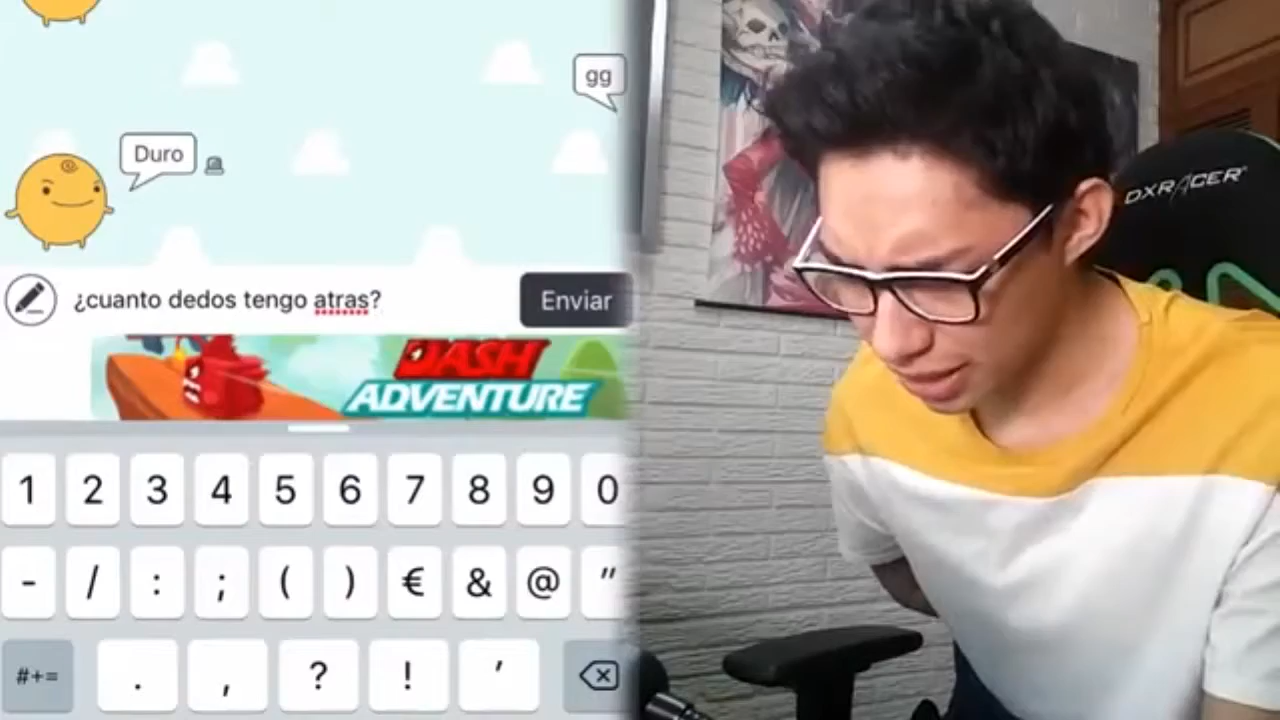 gg
Duro
¿cuanto dedos tengo atras?
Enviar
DASH
ADVENTURE
1 2 3 4 5 6 7 8 9 0
- / : ; ( ) € & @ "
#+= . , ? ! '
DXRACER